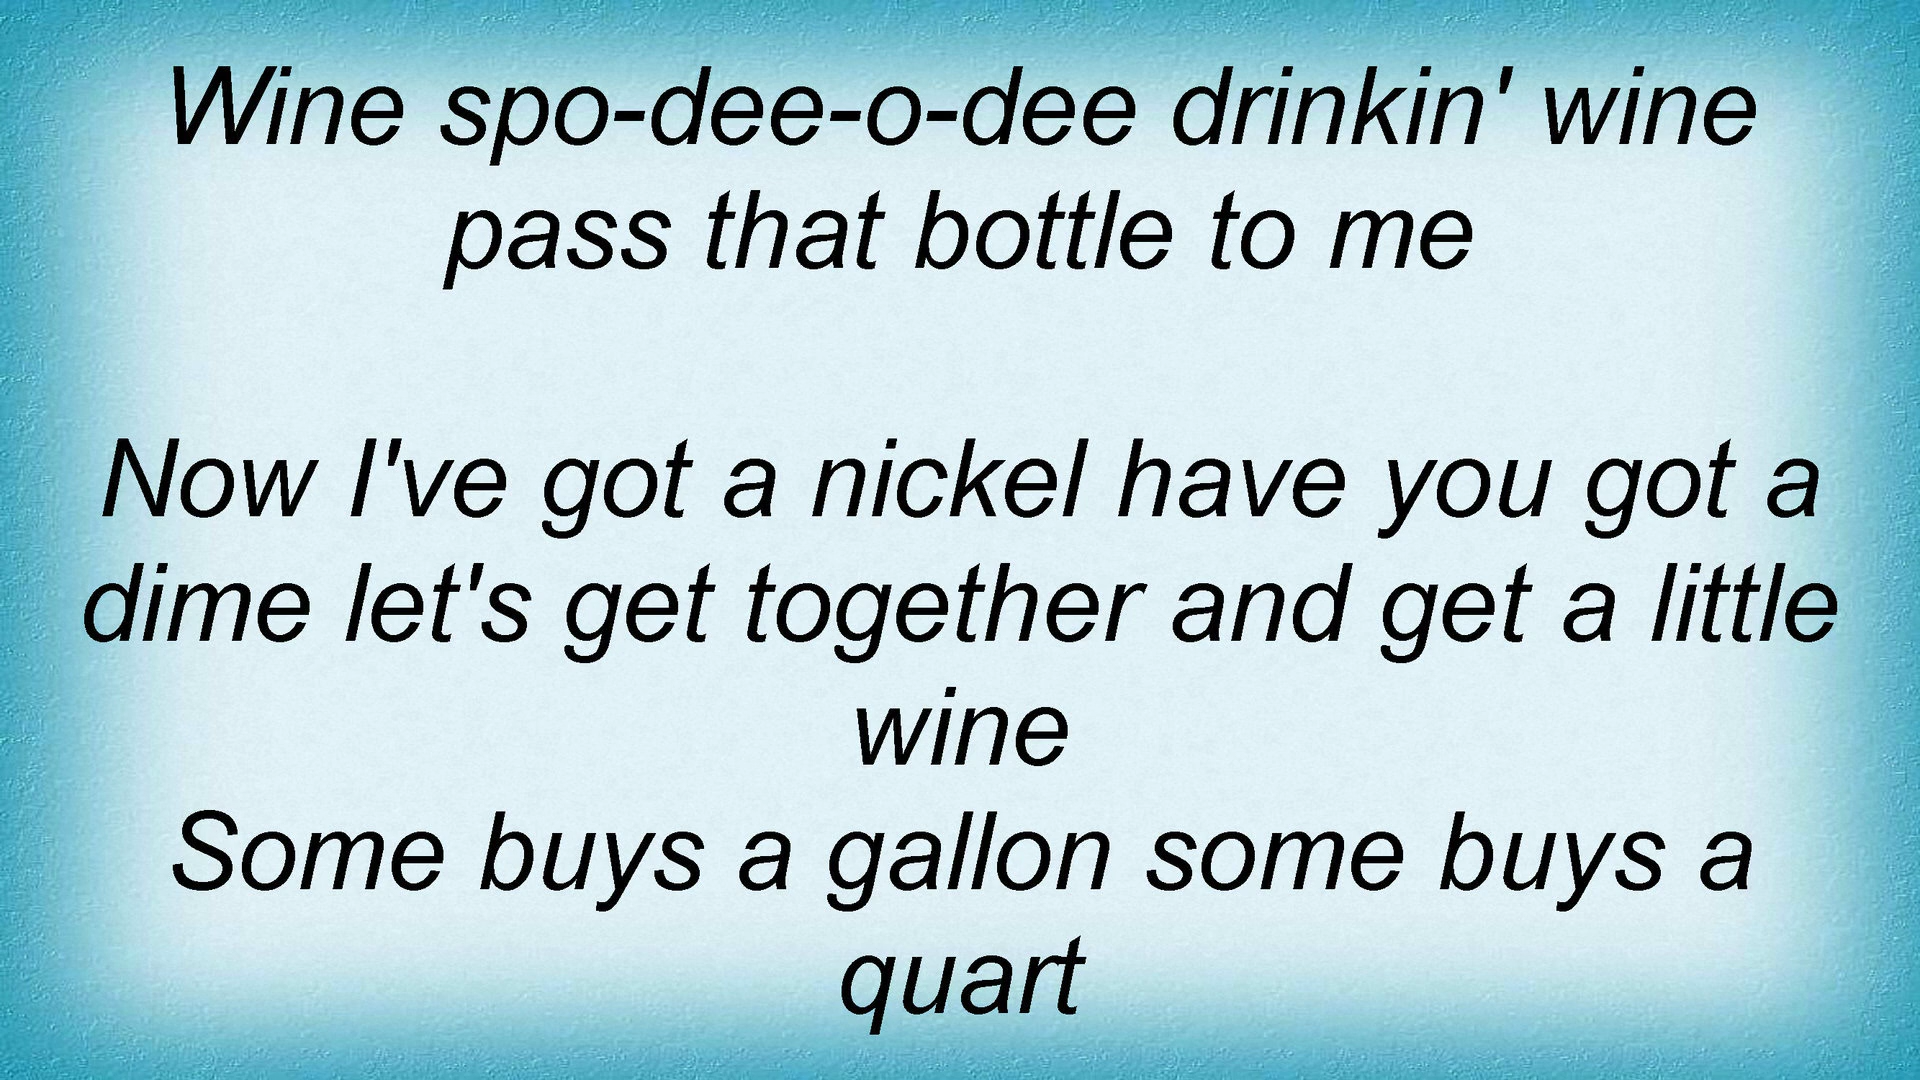 Wine spo-dee-o-dee drinkin' wine
pass that bottle to me
Now I've got a nickel have you got a
dime let's get together and get a little
wine
Some buys a gallon some buys a
quart